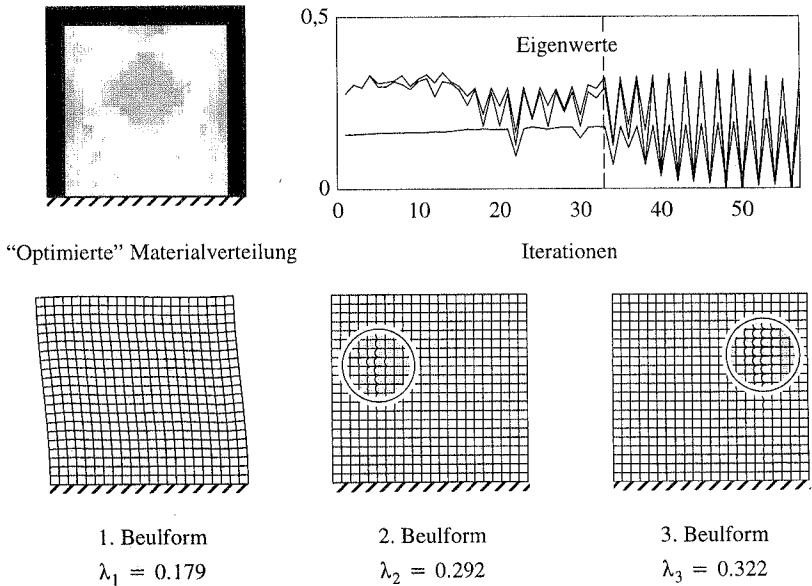 0,5
Eigenwerte
0
0 10 20 30 40 50
“Optimierte” Materialverteilung
Iterationen
1. Beulform
2. Beulform
3. Beulform
λ₁ = 0.179
λ₂ = 0.292
λ₃ = 0.322